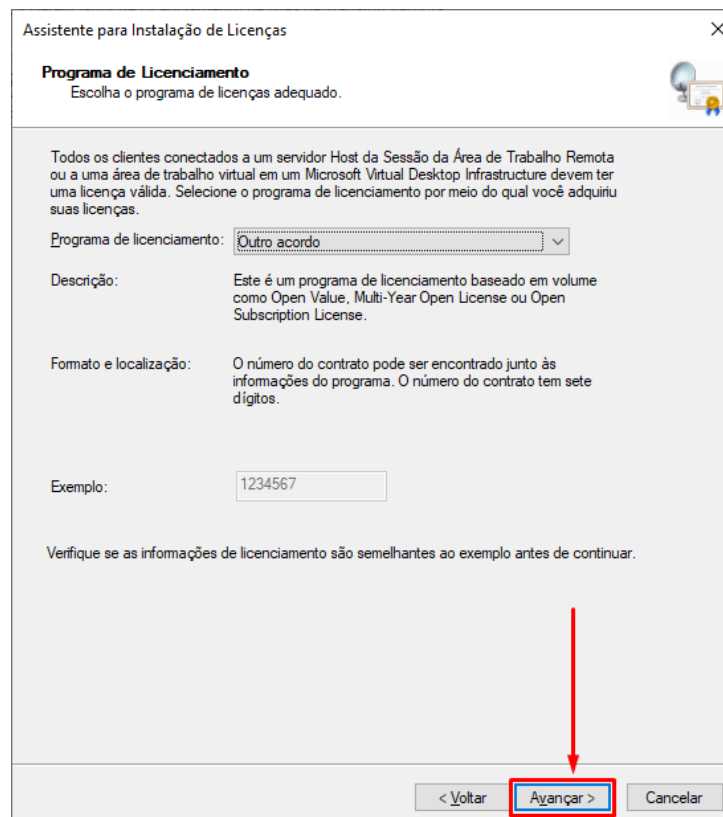 Assistente para Instalação de Licenças
Programa de Licenciamento
Escolha o programa de licenças adequado.
Todos os clientes conectados a um servidor Host da Sessão da Área de Trabalho Remota
ou a uma área de trabalho virtual em um Microsoft Virtual Desktop Infrastructure devem ter
uma licença válida. Selecione o programa de licenciamento por meio do qual você adquiriu
suas licenças.
Programa de licenciamento: Outro acordo
Descrição: Este é um programa de licenciamento baseado em volume
como Open Value, Multi-Year Open License ou Open
Subscription License.
Formato e localização: O número do contrato pode ser encontrado junto às
informações do programa. O número do contrato tem sete
dígitos.
Exemplo: 1234567
Verifique se as informações de licenciamento são semelhantes ao exemplo antes de continuar.
< Voltar Avançar > Cancelar